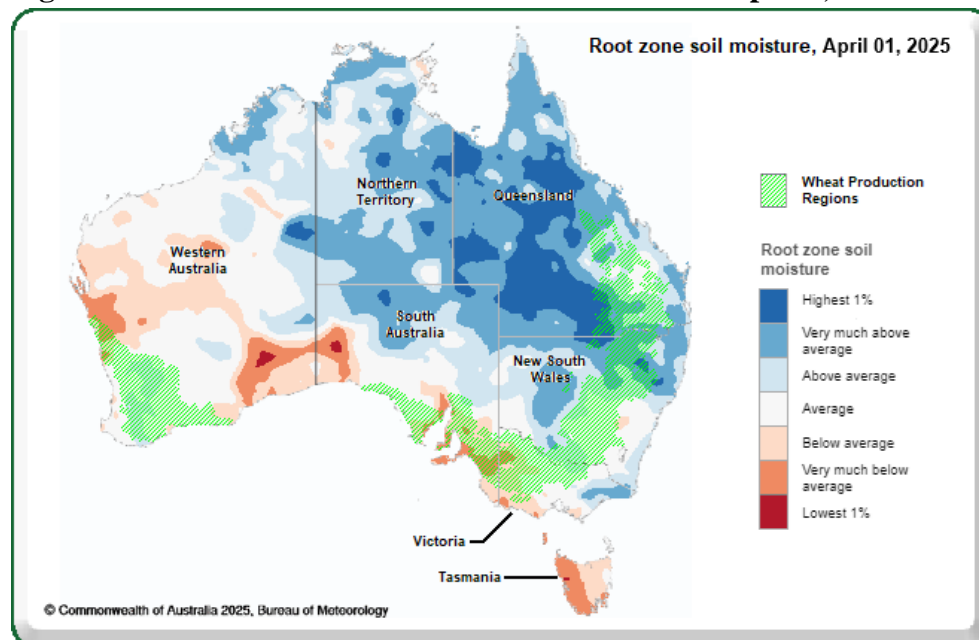 Root zone soil moisture, April 01, 2025
Northern
Territory
Queensland
Western
Australia
South
Australia
New South
Wales
Victoria
Tasmania
Wheat Production
Regions
Root zone soil
moisture
Highest 1%
Very much above
average
Above average
Average
Below average
Very much below
average
Lowest 1%
© Commonwealth of Australia 2025, Bureau of Meteorology